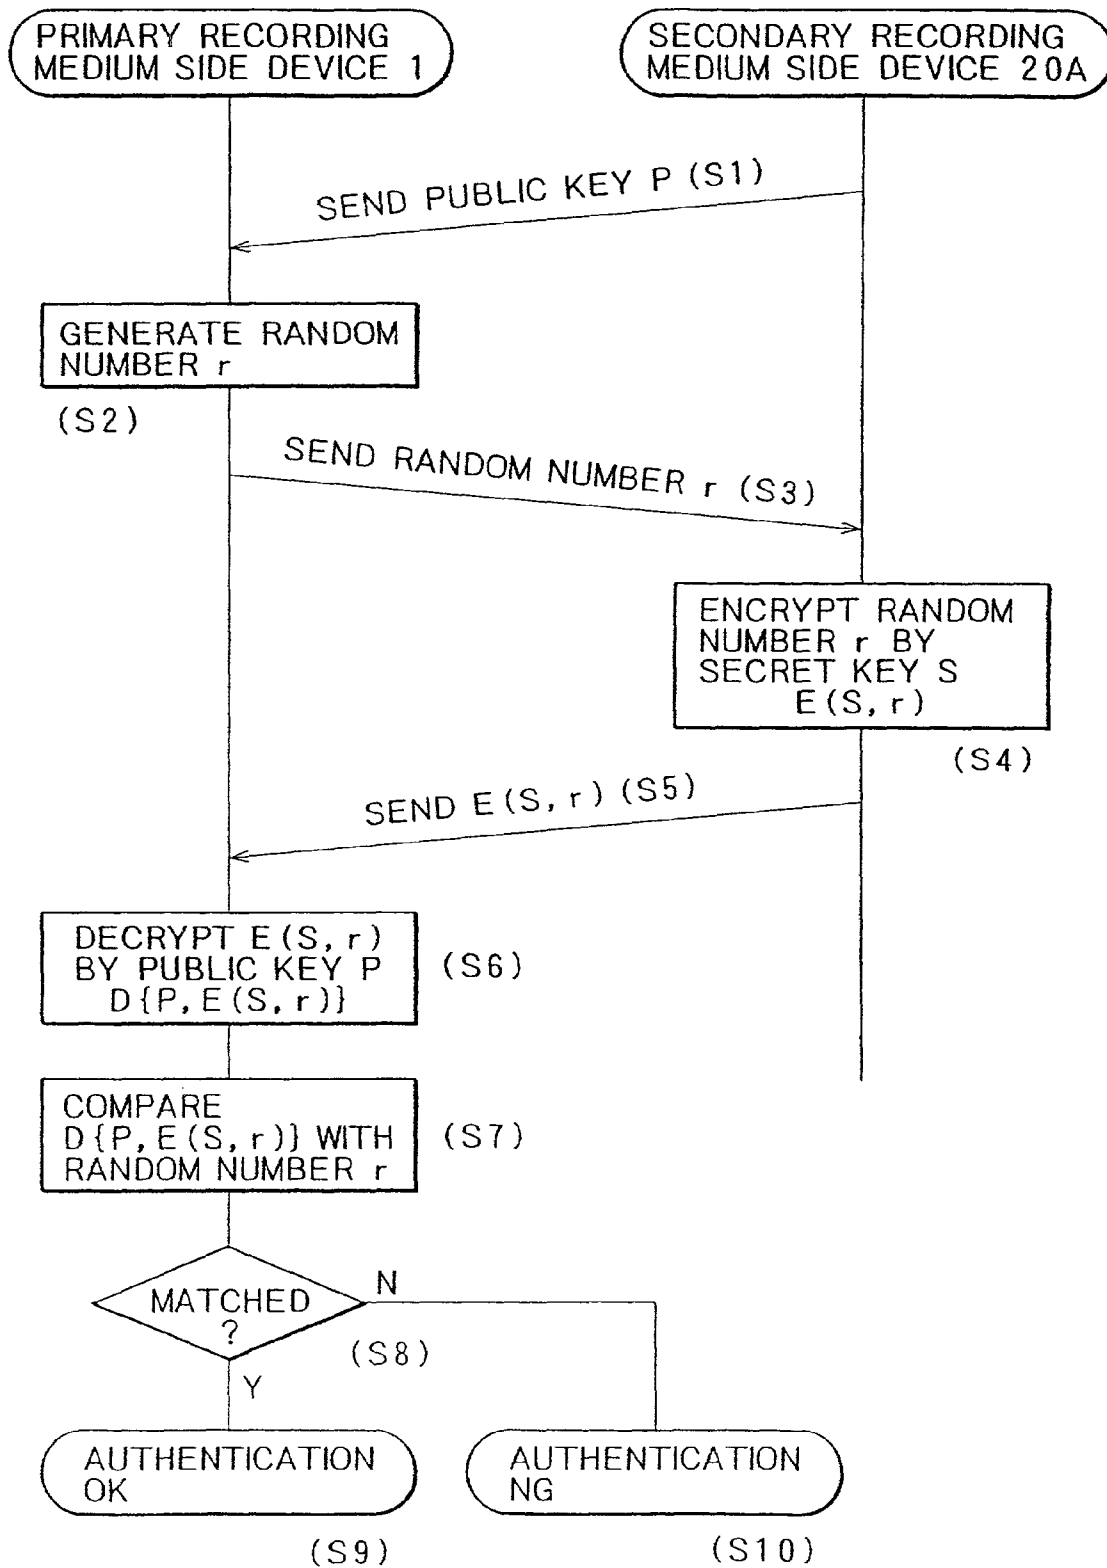 PRIMARY RECORDING
MEDIUM SIDE DEVICE 1
SECONDARY RECORDING
MEDIUM SIDE DEVICE 20A
SEND PUBLIC KEY P (S1)
GENERATE RANDOM
NUMBER r
(S2)
SEND RANDOM NUMBER r (S3)
ENCRYPT RANDOM
NUMBER r BY
SECRET KEY S
E(S,r)
(S4)
SEND E(S,r) (S5)
DECRYPT E(S,r)
BY PUBLIC KEY P
D{P,E(S,r)}
(S6)
COMPARE
D{P,E(S,r)} WITH
RANDOM NUMBER r
(S7)
MATCHED
?
N
(S8)
Y
AUTHENTICATION
OK
(S9)
AUTHENTICATION
NG
(S10)